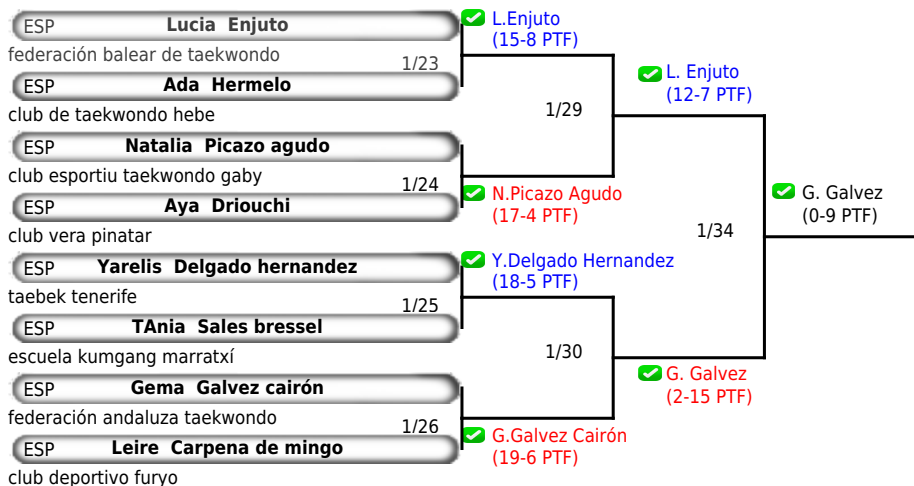 ESP Lucia Enjuto
federación balear de taekwondo
1/23
ESP Ada Hermelo
club de taekwondo hebe
ESP Natalia Picazo agudo
club esportiu taekwondo gaby
1/24
ESP Aya Driouchi
club vera pinatar
ESP Yarelis Delgado hernandez
taebek tenerife
1/25
ESP TAnia Sales bressel
escuela kumgang marratxí
ESP Gema Galvez cairón
federación andaluza taekwondo
1/26
ESP Leire Carpena de mingo
club deportivo furyo
L.Enjuto
(15-8 PTF)
N.Picazo Agudo
(17-4 PTF)
Y.Delgado Hernandez
(18-5 PTF)
G.Galvez Cairón
(19-6 PTF)
1/29
1/30
L. Enjuto
(12-7 PTF)
G. Galvez
(2-15 PTF)
1/34
G. Galvez
(0-9 PTF)